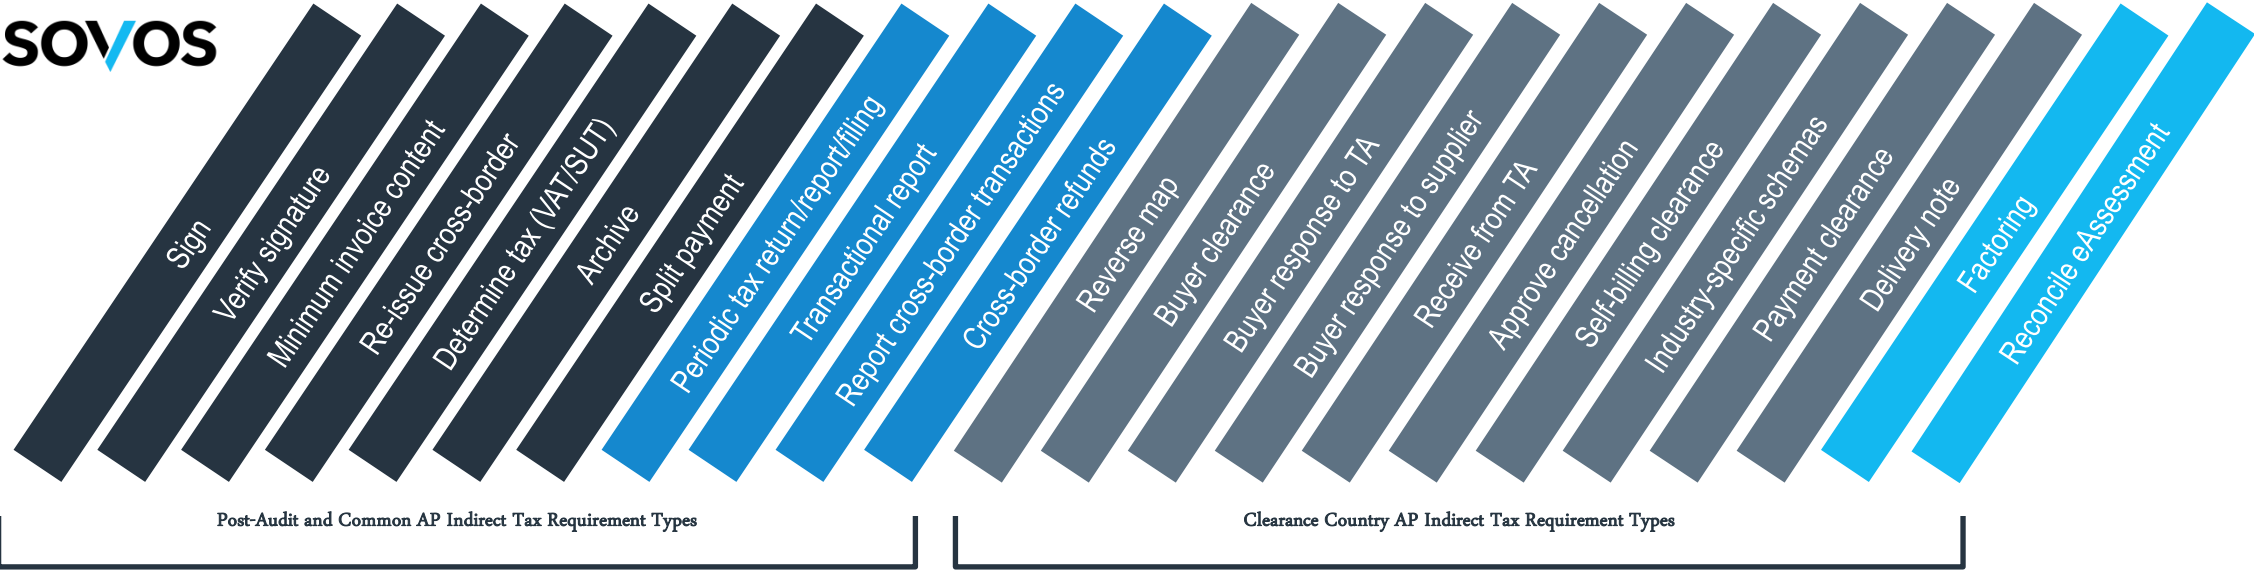 SOVOS
Sign
Verify signature
Minimum invoice content
Re-issue cross-border
Determine tax (VAT/SUT)
Archive
Split payment
Periodic tax return/report/filing
Transactional report
Report cross-border transactions
Cross-border refunds
Reverse map
Buyer clearance
Buyer response to TA
Buyer response to supplier
Receive from TA
Approve cancellation
Self-billing clearance
Industry-specific schemas
Payment clearance
Delivery note
Factoring
Reconcile eAssessment
Post-Audit and Common AP Indirect Tax Requirement Types
Clearance Country AP Indirect Tax Requirement Types